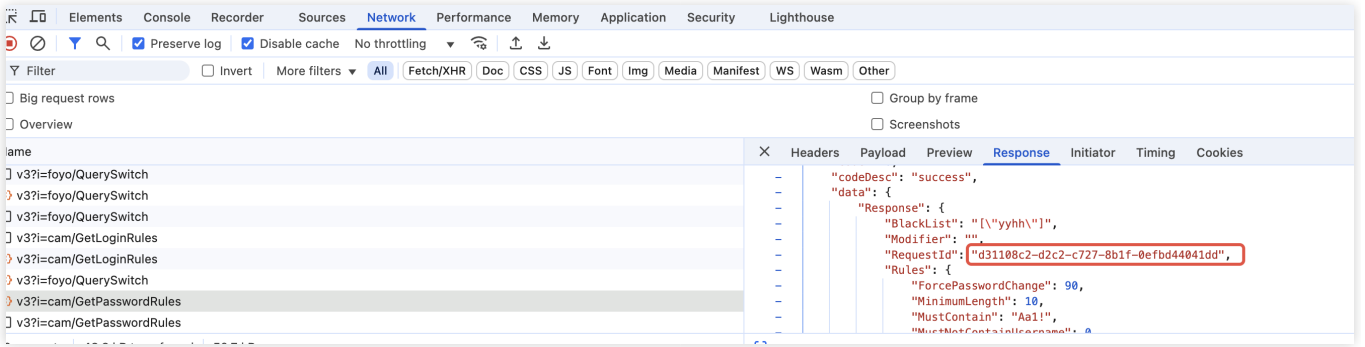 Elements Console Recorder Sources Network Performance Memory Application Security Lighthouse
Preserve log Disable cache No throttling
Filter Invert More filters All Fetch/XHR Doc CSS JS Font Img Media Manifest WS Wasm Other
Big request rows Group by frame
Overview Screenshots
ame Headers Payload Preview Response Initiator Timing Cookies
v3?i=foyo/QuerySwitch
v3?i=foyo/QuerySwitch
v3?i=foyo/QuerySwitch
v3?i=cam/GetLoginRules
v3?i=cam/GetLoginRules
v3?i=foyo/QuerySwitch
v3?i=cam/GetPasswordRules
v3?i=cam/GetPasswordRules
"codeDesc": "success",
"data": {
"Response": {
"BlackList": "[\"yyhh\"]",
"Modifier": "",
"RequestId": "d31108c2-d2c2-c727-8b1f-0efbd44041dd",
"Rules": {
"ForcePasswordChange": 90,
"MinimumLength": 10,
"MustContain": "Aa1!",
"MustNotContainUsername": 0